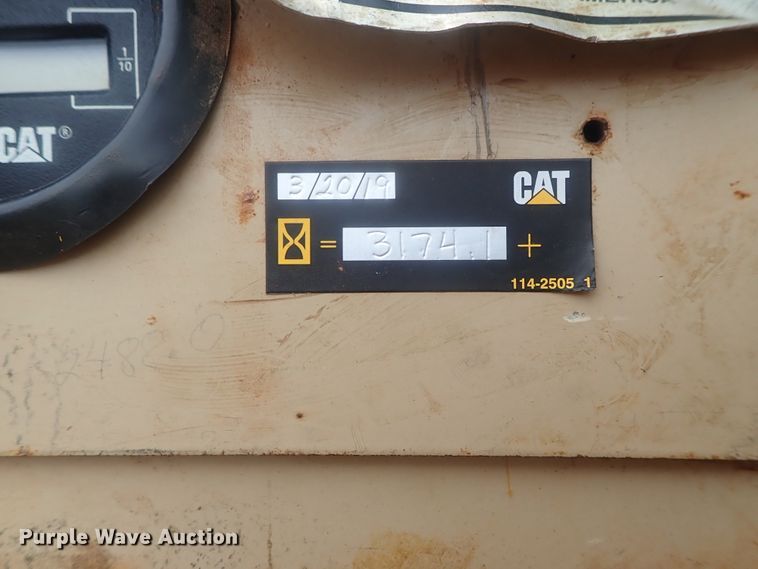 1/10
CAT®
3/20/19
CAT
= 3174.1 +
114-2505 1
Purple Wave Auction